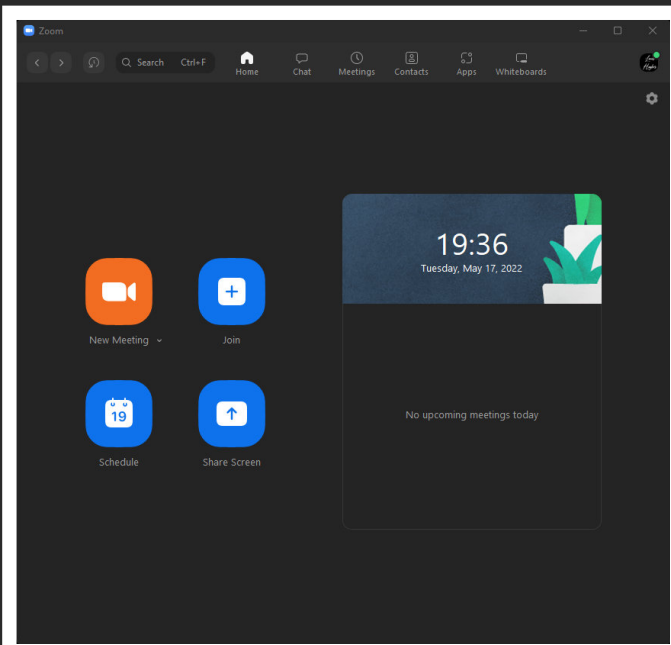 Zoom
Search Ctrl+F
Home Chat Meetings Contacts Apps Whiteboards
19:36
Tuesday, May 17, 2022
New Meeting Join
No upcoming meetings today
19
Schedule Share Screen